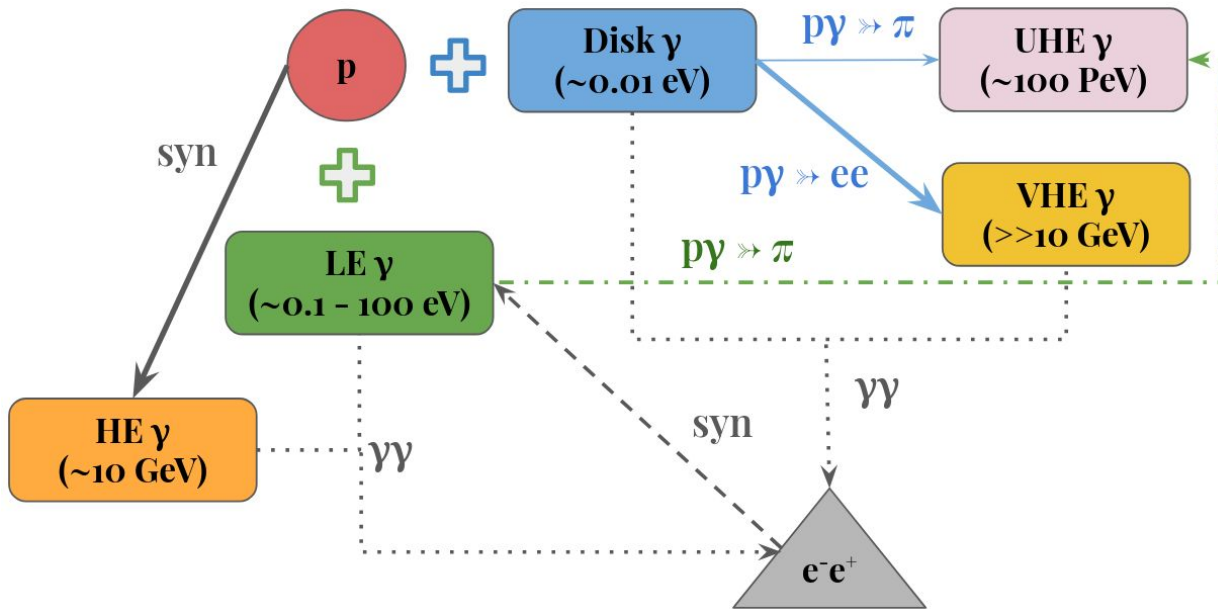 p
Disk γ
(~0.01 eV)
pγ ↣ π
UHE γ
(~100 PeV)
syn
pγ ↣ ee
VHE γ
(>>10 GeV)
LE γ
(~0.1 - 100 eV)
pγ ↣ π
HE γ
(~10 GeV)
γγ
syn
γγ
e⁻e⁺